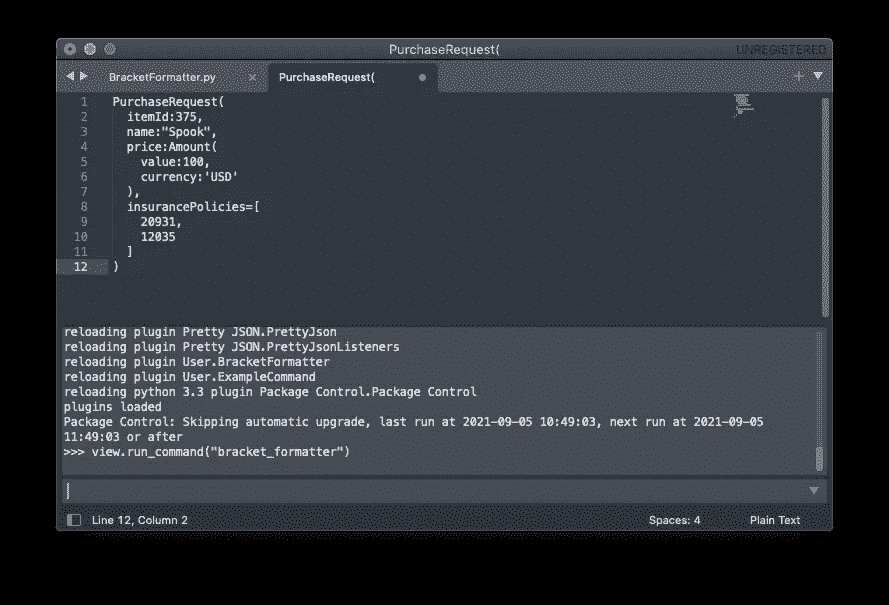 PurchaseRequest(
UNREGISTERED
BracketFormatter.py
PurchaseRequest(
1 PurchaseRequest(
2 itemId:375,
3 name:"Spook",
4 price:Amount(
5 value:100,
6 currency:'USD'
7 ),
8 insurancePolicies=[
9 20931,
10 12035
11 ]
12 )
reloading plugin Pretty JSON.PrettyJson
reloading plugin Pretty JSON.PrettyJsonListeners
reloading plugin User.BracketFormatter
reloading plugin User.ExampleCommand
reloading python 3.3 plugin Package Control.Package Control
plugins loaded
Package Control: Skipping automatic upgrade, last run at 2021-09-05 10:49:03, next run at 2021-09-05
11:49:03 or after
>>> view.run_command("bracket_formatter")
Line 12, Column 2
Spaces: 4
Plain Text